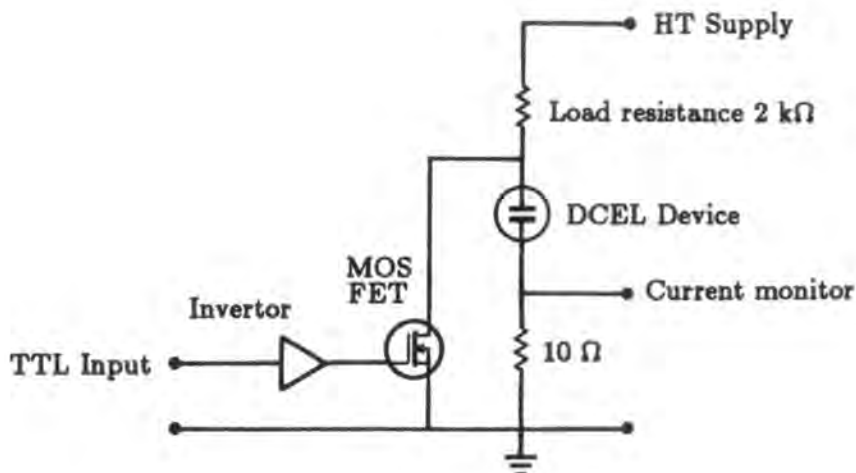 HT Supply
Load resistance 2 kΩ
DCEL Device
MOS
FET
Invertor
Current monitor
TTL Input
10 Ω